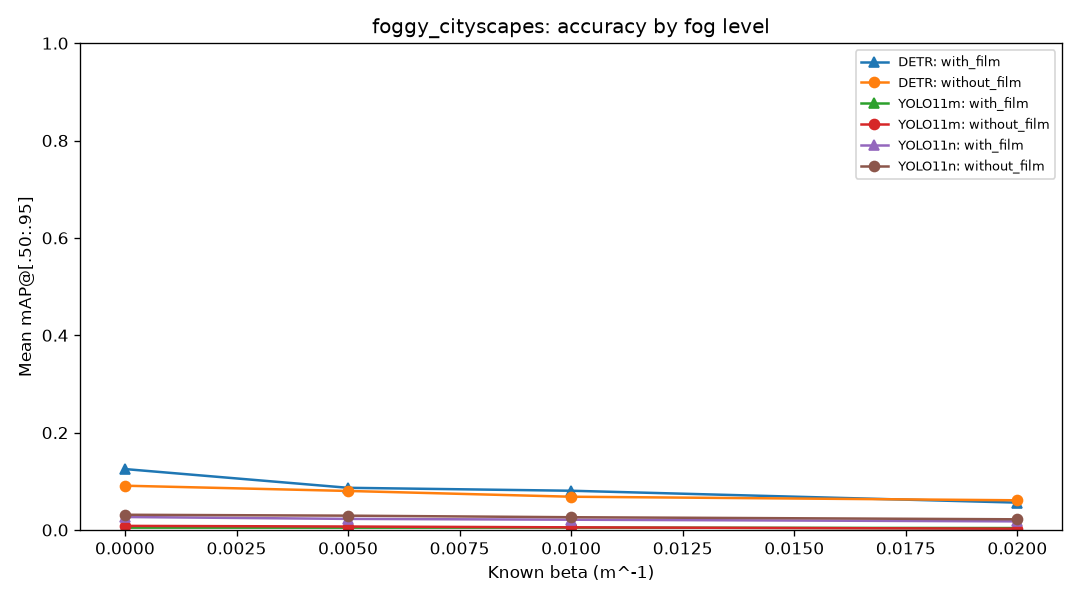 foggy_cityscapes: accuracy by fog level
1.0
0.8
0.6
0.4
0.2
0.0
Mean mAP@[.50:.95]
DETR: with_film
DETR: without_film
YOLO11m: with_film
YOLO11m: without_film
YOLO11n: with_film
YOLO11n: without_film
0.0000 0.0025 0.0050 0.0075 0.0100 0.0125 0.0150 0.0175 0.0200
Known beta (m^-1)